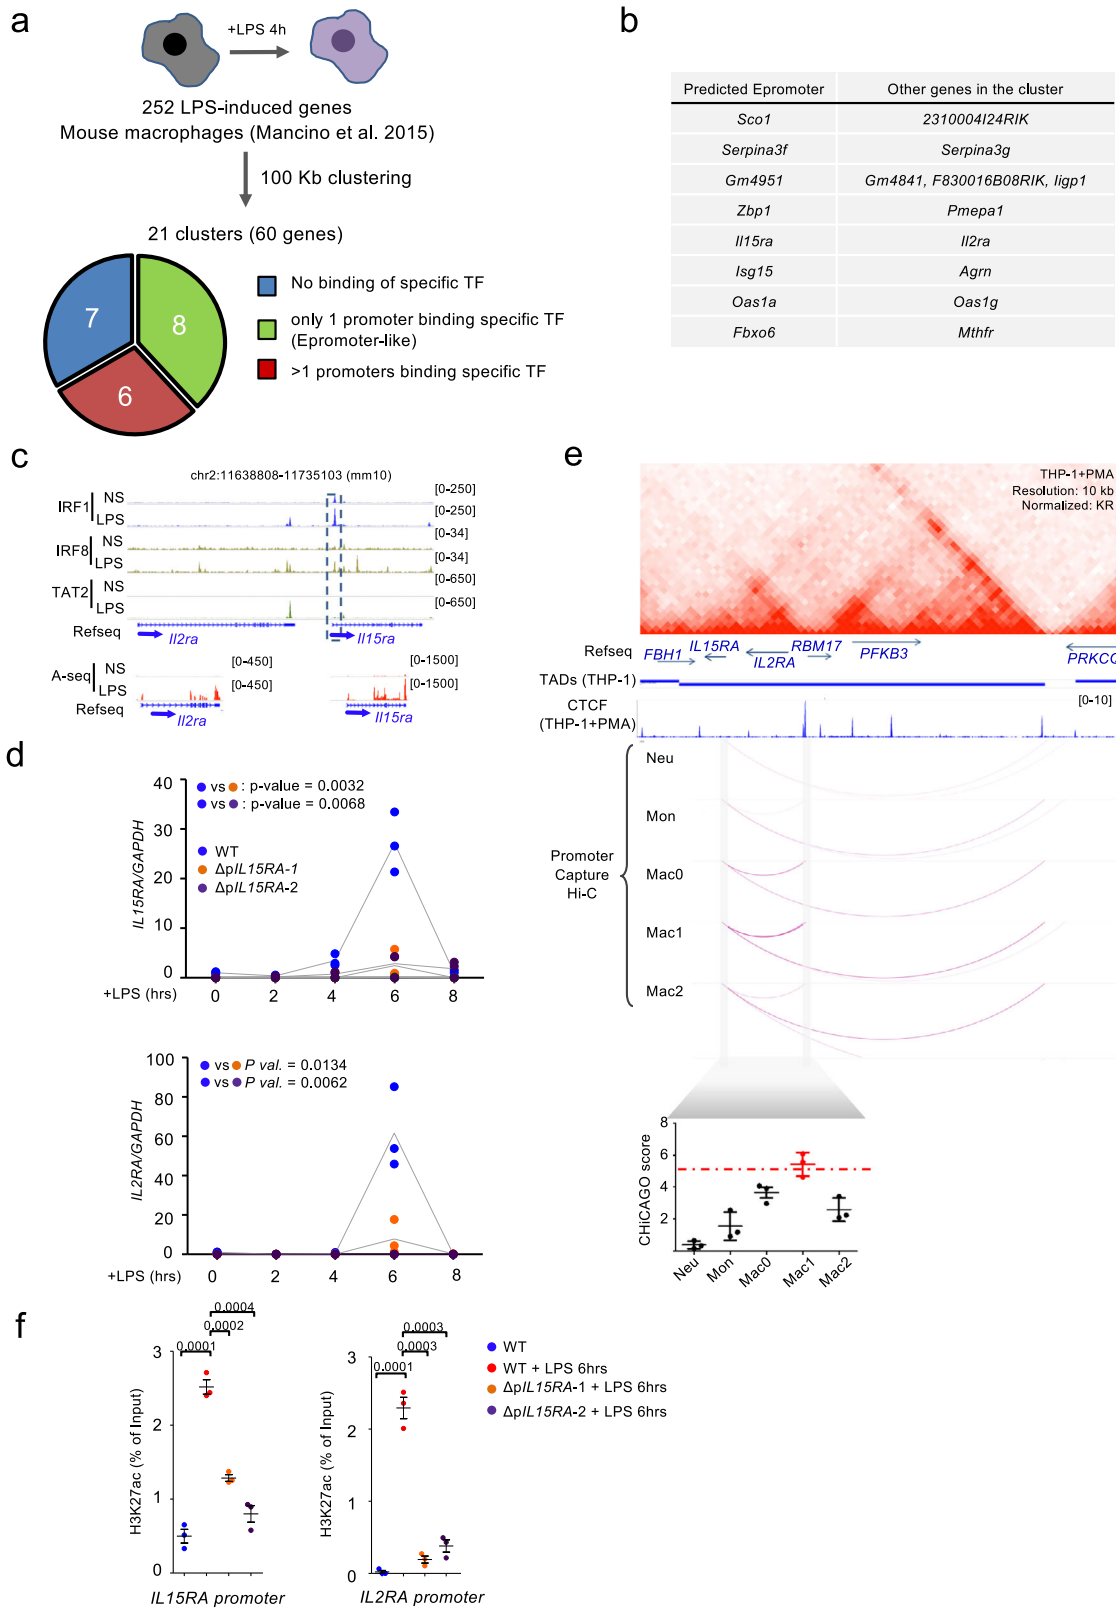 a
+LPS 4h
252 LPS-induced genes
Mouse macrophages (Mancino et al. 2015)
100 Kb clustering
21 clusters (60 genes)
7
8
6
No binding of specific TF
only 1 promoter binding specific TF
(Epromoter-like)
>1 promoters binding specific TF
b
Predicted Epromoter Other genes in the cluster
Sco1 2310004I24RIK
Serpina3f Serpina3g
Gm4951 Gm4841, F830016B08RIK, Iigp1
Zbp1 Pmepa1
Il15ra Il2ra
Isg15 Agrn
Oas1a Oas1g
Fbxo6 Mthfr
c
chr2:11638808-11735103 (mm10)
IRF1 NS [0-250]
LPS [0-250]
IRF8 NS [0-34]
LPS [0-34]
TAT2 NS [0-650]
LPS [0-650]
Refseq
Il2ra Il15ra
A-seq NS [0-450] [0-1500]
LPS [0-450] [0-1500]
Refseq
Il2ra Il15ra
d
40
30
20
10
0
IL15RA/GAPDH
vs : p-value = 0.0032
vs : p-value = 0.0068
WT
ΔpIL15RA-1
ΔpIL15RA-2
+LPS (hrs) 0 2 4 6 8
100
80
60
40
20
0
IL2RA/GAPDH
vs P val. = 0.0134
vs P val. = 0.0062
+LPS (hrs) 0 2 4 6 8
e
THP-1+PMA
Resolution: 10 kb
Normalized: KR
Refseq
FBH1 IL15RA IL2RA RBM17 PFKB3 PRKCQ
TADs (THP-1)
CTCF
(THP-1+PMA)
[0-10]
Promoter
Capture
Hi-C
Neu
Mon
Mac0
Mac1
Mac2
CHiCAGO score
8
6
4
2
Neu Mon Mac0 Mac1 Mac2
f
H3K27ac (% of Input)
3
2
1
0
0.0001
0.0002
0.0004
IL15RA promoter
H3K27ac (% of Input)
3
2
1
0
0.0001
0.0003
0.0003
IL2RA promoter
WT
WT + LPS 6hrs
ΔpIL15RA-1 + LPS 6hrs
ΔpIL15RA-2 + LPS 6hrs